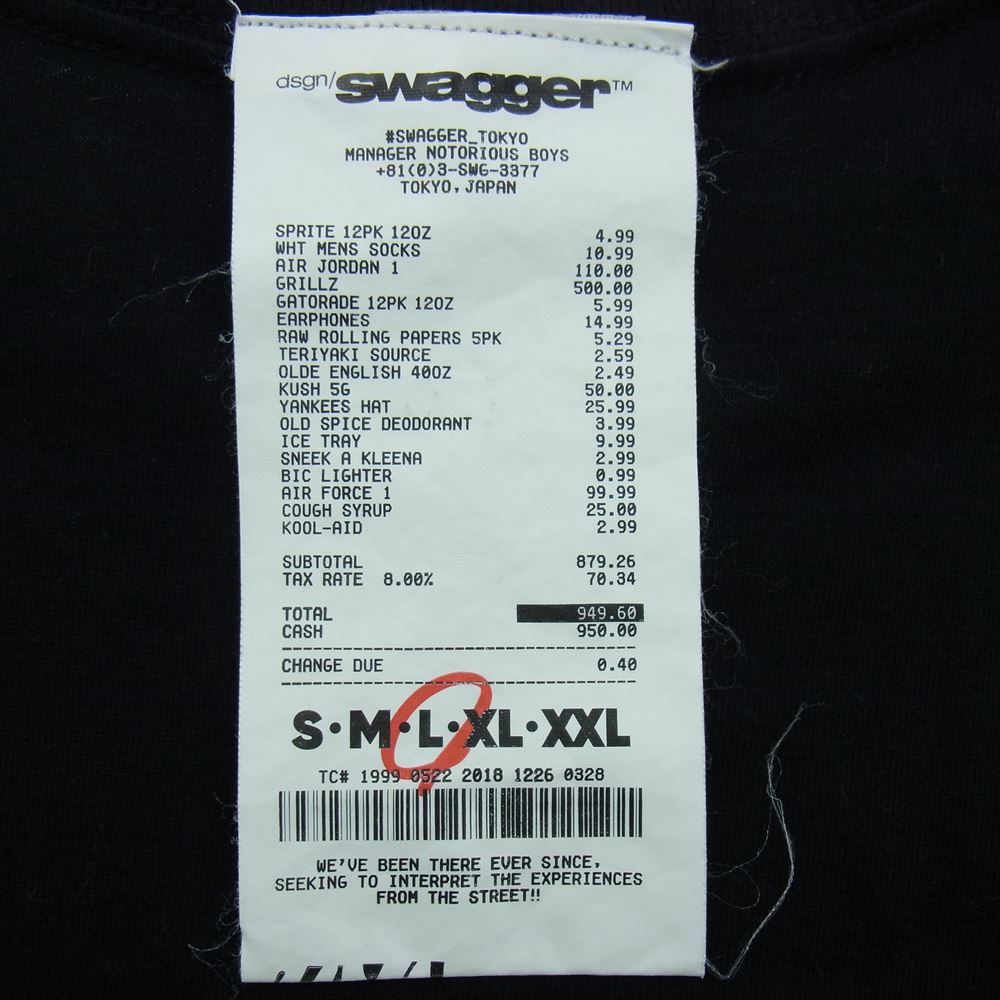 dsgn/swagger™
#SWAGGER_TOKYO
MANAGER NOTORIOUS BOYS
+81(0)3-SWG-3377
TOKYO, JAPAN
SPRITE 12PK 12OZ 4.99
WHT MENS SOCKS 10.99
AIR JORDAN 1 110.00
GRILLZ 500.00
GATORADE 12PK 12OZ 5.99
EARPHONES 14.99
RAW ROLLING PAPERS 5PK 5.29
TERIYAKI SOURCE 2.59
OLDE ENGLISH 40OZ 2.49
KUSH 5G 50.00
YANKEES HAT 25.99
OLD SPICE DEODORANT 3.99
ICE TRAY 9.99
SNEEK A KLEENA 2.99
BIC LIGHTER 0.99
AIR FORCE 1 99.99
COUGH SYRUP 25.00
KOOL-AID 2.99
SUBTOTAL 879.26
TAX RATE 8.00% 70.34
TOTAL 949.60
CASH 950.00
CHANGE DUE 0.40
S·M·L·XL·XXL
TC# 1999 0522 2018 1226 0328
WE'VE BEEN THERE EVER SINCE,
SEEKING TO INTERPRET THE EXPERIENCES
FROM THE STREET!!